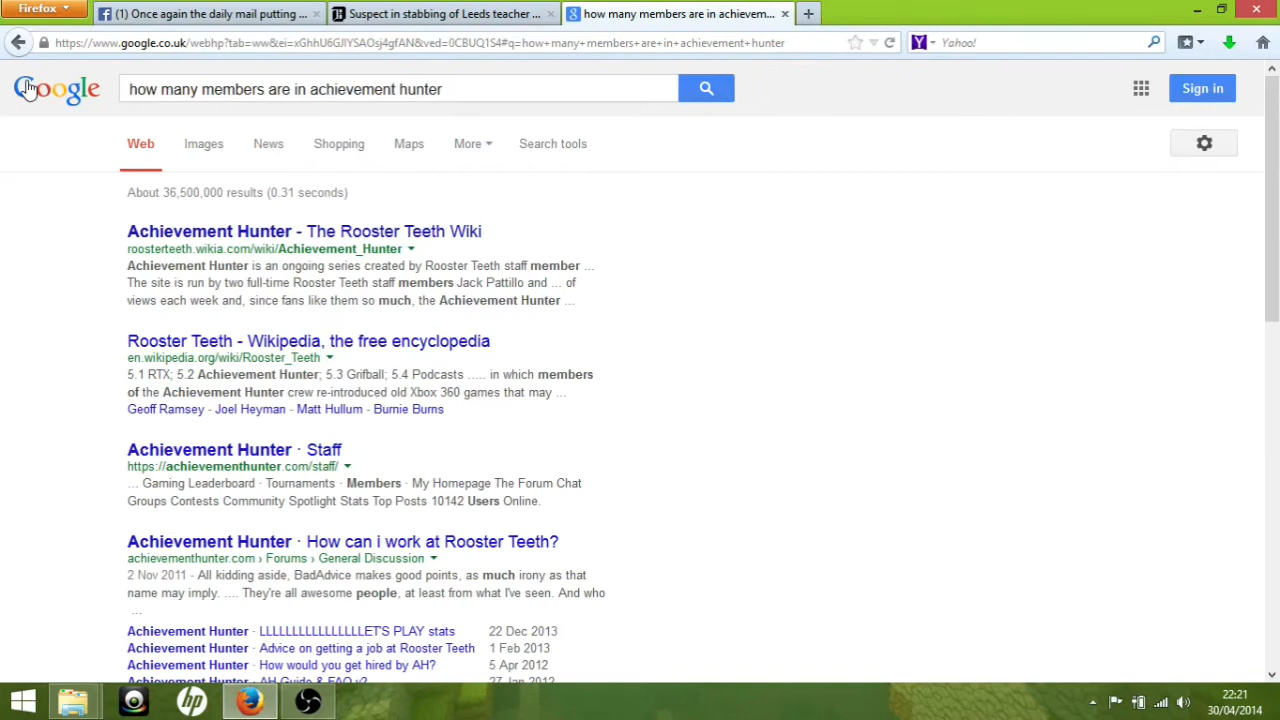 Firefox
(1) Once again the daily mail putting ...
Suspect in stabbing of Leeds teacher ...
how many members are in achievem...
https://www.google.co.uk/webhp?tab=ww&ei=xGhhU6GJIYSAOsj4gfAN&ved=0CBUQ1S4#q=how+many+members+are+in+achievement+hunter
Yahoo!
Google
how many members are in achievement hunter
Sign in
Web Images News Shopping Maps More Search tools
About 36,500,000 results (0.31 seconds)
Achievement Hunter - The Rooster Teeth Wiki
roosterteeth.wikia.com/wiki/Achievement_Hunter
Achievement Hunter is an ongoing series created by Rooster Teeth staff member ...
The site is run by two full-time Rooster Teeth staff members Jack Pattillo and ... of
views each week and, since fans like them so much, the Achievement Hunter ...
Rooster Teeth - Wikipedia, the free encyclopedia
en.wikipedia.org/wiki/Rooster_Teeth
5.1 RTX; 5.2 Achievement Hunter; 5.3 Grifball; 5.4 Podcasts ..... in which members
of the Achievement Hunter crew re-introduced old Xbox 360 games that may ...
Geoff Ramsey - Joel Heyman - Matt Hullum - Burnie Burns
Achievement Hunter · Staff
https://achievementhunter.com/staff/
... Gaming Leaderboard · Tournaments · Members · My Homepage The Forum Chat
Groups Contests Community Spotlight Stats Top Posts 10142 Users Online.
Achievement Hunter · How can i work at Rooster Teeth?
achievementhunter.com › Forums › General Discussion
2 Nov 2011 - All kidding aside, BadAdvice makes good points, as much irony as that
name may imply. .... They're all awesome people, at least from what I've seen. And who
...
Achievement Hunter · LLLLLLLLLLLLLLLLET'S PLAY stats 22 Dec 2013
Achievement Hunter · Advice on getting a job at Rooster Teeth 1 Feb 2013
Achievement Hunter · How would you get hired by AH? 5 Apr 2012
Achievement Hunter · AH Guide & FAQ v2 27 Jan 2012
hp
22:21
30/04/2014